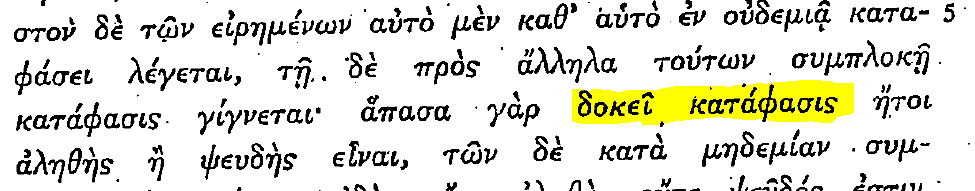 στον δὲ τῶν εἰρημένων αὐτὸ μὲν καθ' αὑτὸ ἐν οὐδεμιᾷ κατα- 5
φάσει λέγεται, τῇ δὲ πρὸς ἄλληλα τούτων συμπλοκῇ
κατάφασις γίγνεται· ἅπασα γὰρ δοκεῖ κατάφασις ἤτοι
ἀληθὴς ἢ ψευδὴς εἶναι, τῶν δὲ κατὰ μηδεμίαν συμ-